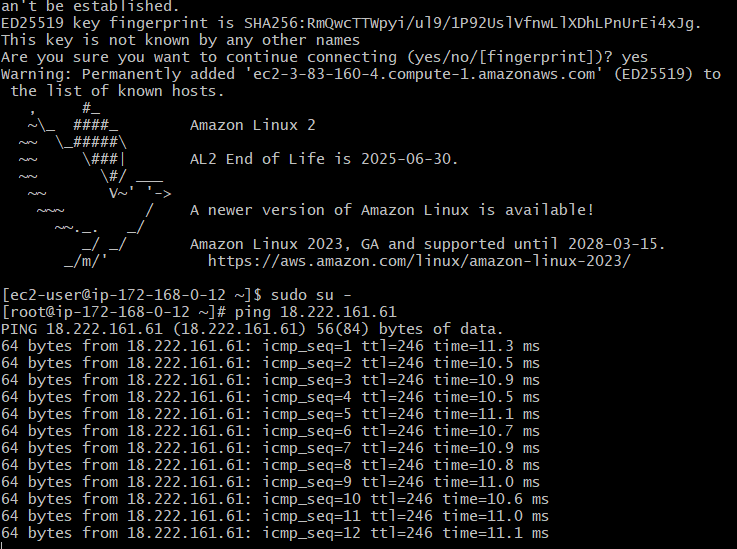 an't be established.
ED25519 key fingerprint is SHA256:RmQwcTTWpyi/ul9/1P92UslVfnwLlXDhLPnUrEi4xJg.
This key is not known by any other names
Are you sure you want to continue connecting (yes/no/[fingerprint])? yes
Warning: Permanently added 'ec2-3-83-160-4.compute-1.amazonaws.com' (ED25519) to
 the list of known hosts.
   ,     #_
   ~\_  ####_        Amazon Linux 2
  ~~  \_#####\
  ~~     \###|       AL2 End of Life is 2025-06-30.
  ~~       \#/ ___
   ~~       V~' '->
    ~~~         /    A newer version of Amazon Linux is available!
      ~~._.   _/
         _/ _/       Amazon Linux 2023, GA and supported until 2028-03-15.
       _/m/'           https://aws.amazon.com/linux/amazon-linux-2023/

[ec2-user@ip-172-168-0-12 ~]$ sudo su -
[root@ip-172-168-0-12 ~]# ping 18.222.161.61
PING 18.222.161.61 (18.222.161.61) 56(84) bytes of data.
64 bytes from 18.222.161.61: icmp_seq=1 ttl=246 time=11.3 ms
64 bytes from 18.222.161.61: icmp_seq=2 ttl=246 time=10.5 ms
64 bytes from 18.222.161.61: icmp_seq=3 ttl=246 time=10.9 ms
64 bytes from 18.222.161.61: icmp_seq=4 ttl=246 time=10.5 ms
64 bytes from 18.222.161.61: icmp_seq=5 ttl=246 time=11.1 ms
64 bytes from 18.222.161.61: icmp_seq=6 ttl=246 time=10.7 ms
64 bytes from 18.222.161.61: icmp_seq=7 ttl=246 time=10.9 ms
64 bytes from 18.222.161.61: icmp_seq=8 ttl=246 time=10.8 ms
64 bytes from 18.222.161.61: icmp_seq=9 ttl=246 time=11.0 ms
64 bytes from 18.222.161.61: icmp_seq=10 ttl=246 time=10.6 ms
64 bytes from 18.222.161.61: icmp_seq=11 ttl=246 time=11.0 ms
64 bytes from 18.222.161.61: icmp_seq=12 ttl=246 time=11.1 ms